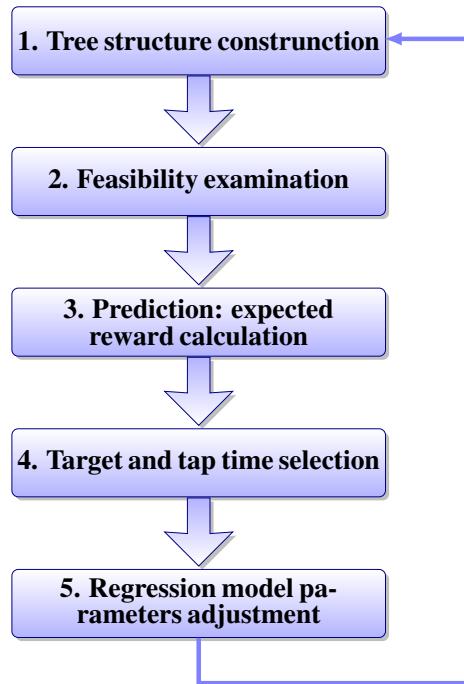 1. Tree structure construnction
2. Feasibility examination
3. Prediction: expected
reward calculation
4. Target and tap time selection
5. Regression model pa-
rameters adjustment